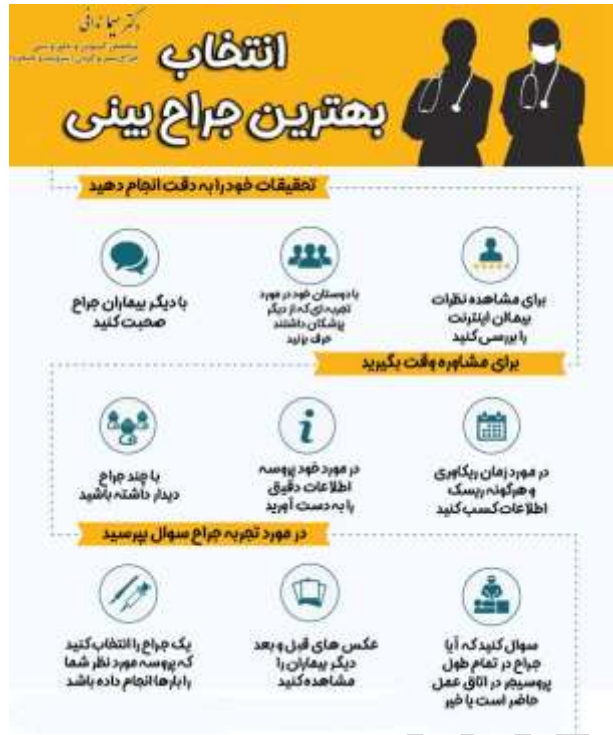 دکتر سیما ندافی
انتخاب
بهترین جراح بینی
تحقیقات خود را به دقت انجام دهید
برای مشاهده نظرات
بیماان اینترنت
را بررسی کنید
با دوستان خود در مورد
تجربه ای که از دیگر
پزشکان داشتند
حرف بزنید
با دیگر بیماران جراح
صحبت کنید
برای مشاوره وقت بگیرید
در مورد زمان ریکاوری
و هرگونه ریسک
اطلاعات کسب کنید
در مورد خود پروسه
اطلاعات دقیق
را به دست آورید
با چند جراح
دیدار داشته باشید
در مورد تجربه جراح سوال بپرسید
سوال کنید که آیا
جراح در تمام طول
پروسیجر در اتاق عمل
حاضر است یا خیر
عکس های قبل و بعد
دیگر بیماران را
مشاهده کنید
یک جراح را انتخاب کنید
که پروسه مورد نظر شما
را بارها انجام داده باشد